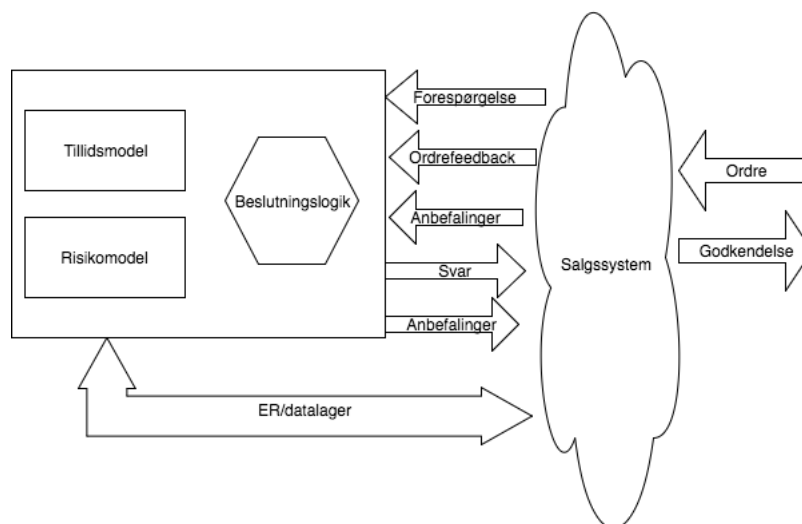 Forespørgelse
Tillidsmodel
Ordrefeedback
Ordre
Beslutningslogik
Anbefalinger
Godkendelse
Risikomodel
Salgssystem
Svar
Anbefalinger
ER/datalager